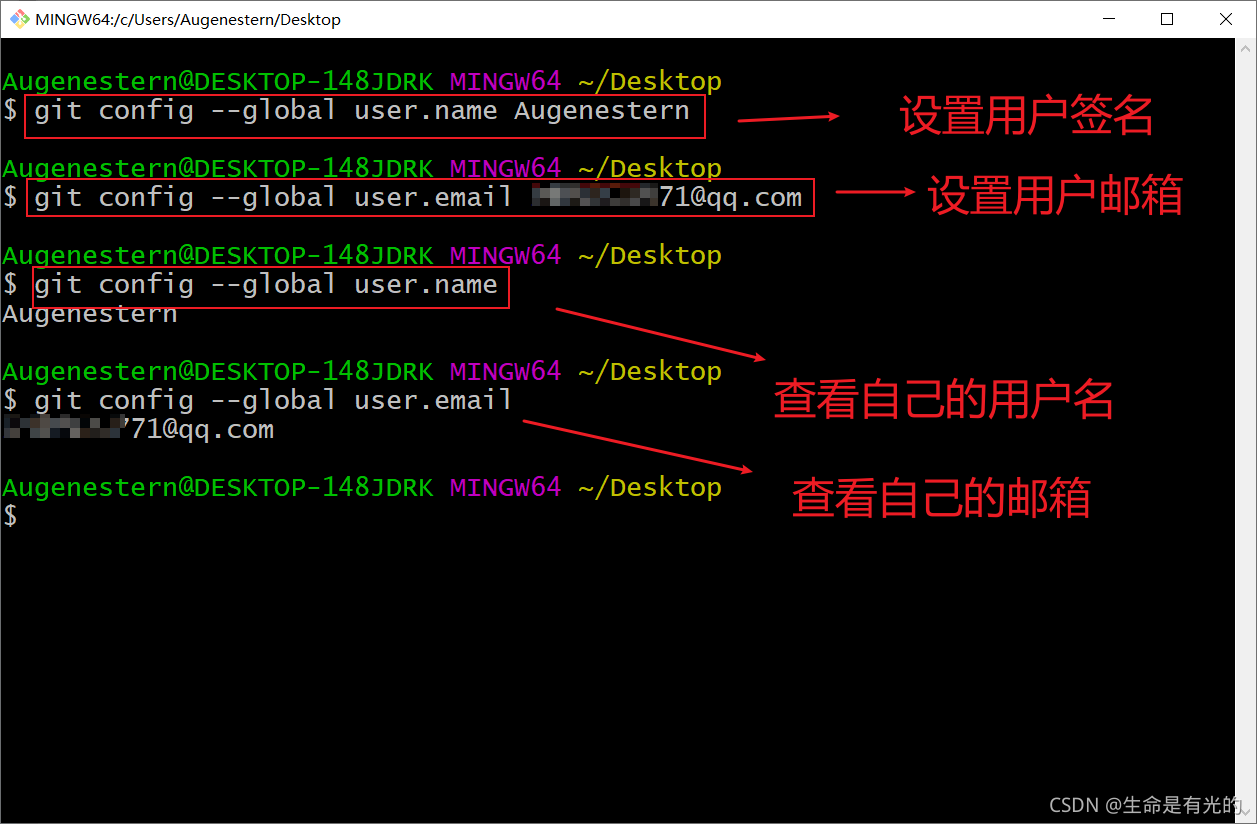 MINGW64:/c/Users/Augenestern/Desktop
Augenestern@DESKTOP-148JDRK MINGW64 ~/Desktop
$ git config --global user.name Augenestern
设置用户签名
Augenestern@DESKTOP-148JDRK MINGW64 ~/Desktop
$ git config --global user.email 71@qq.com
设置用户邮箱
Augenestern@DESKTOP-148JDRK MINGW64 ~/Desktop
$ git config --global user.name
Augenestern
Augenestern@DESKTOP-148JDRK MINGW64 ~/Desktop
查看自己的用户名
$ git config --global user.email
71@qq.com
Augenestern@DESKTOP-148JDRK MINGW64 ~/Desktop
查看自己的邮箱
$
CSDN @生命是有光的